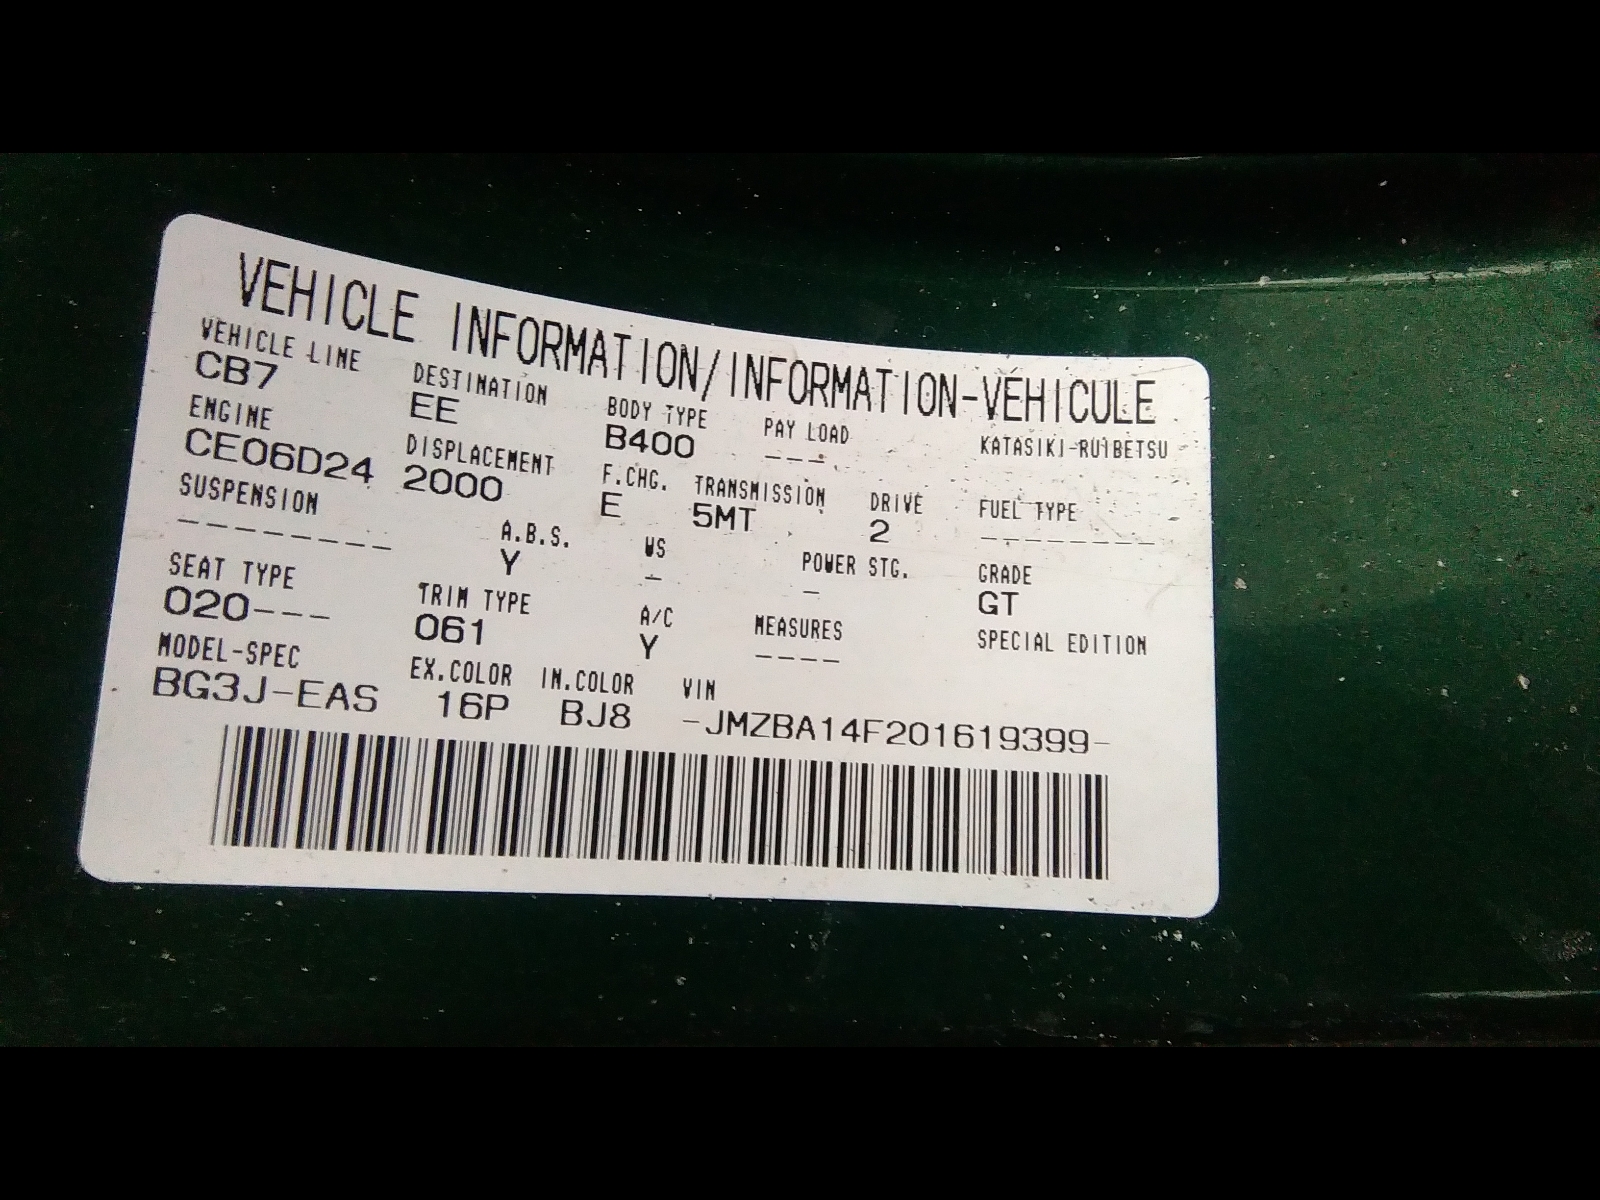 VEHICLE INFORMATION/INFORMATION-VEHICULE
VEHICLE LINE DESTINATION BODY TYPE PAY LOAD KATASIKI-RUIBETSU
CB7 EE B400 ---
ENGINE DISPLACEMENT F.CHG. TRANSMISSION DRIVE FUEL TYPE
CE06D24 2000 E 5MT 2 --------
SUSPENSION A.B.S. WS POWER STG. GRADE
-------- Y - - GT
SEAT TYPE TRIM TYPE A/C MEASURES SPECIAL EDITION
020--- 061 Y ----
MODEL-SPEC EX.COLOR IN.COLOR VIN
BG3J-EAS 16P BJ8 -JMZBA14F201619399-